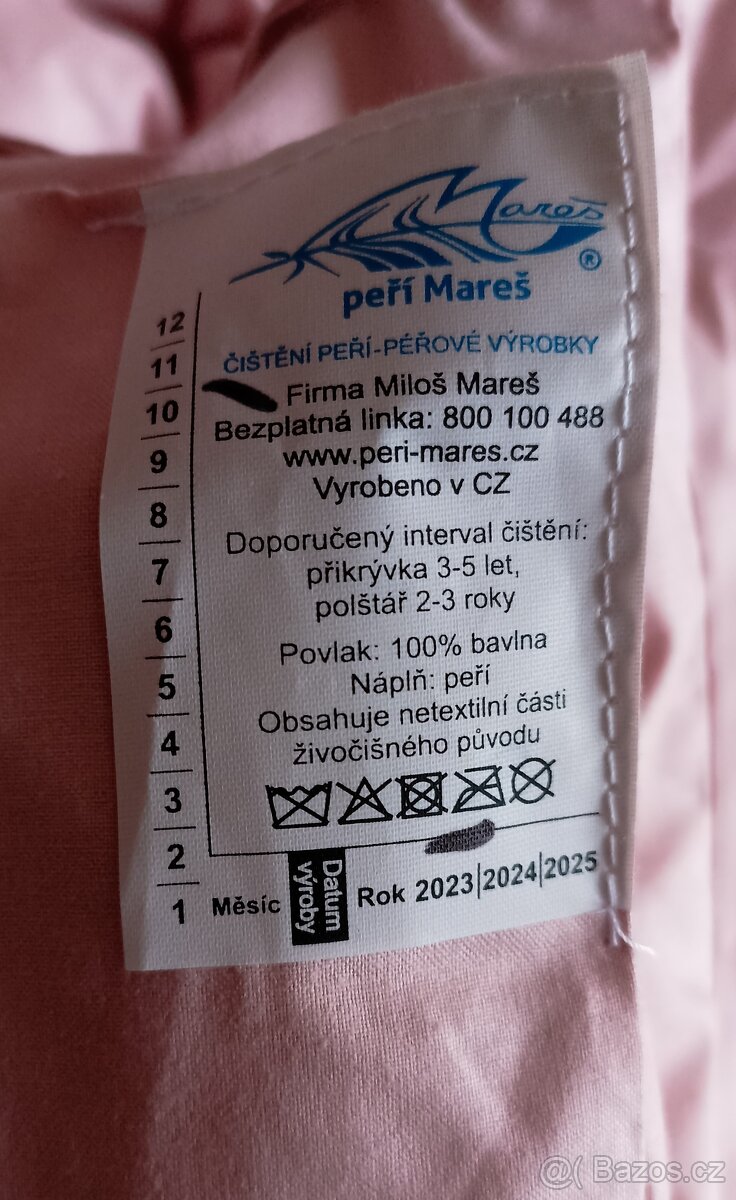 Mareš
®
peří Mareš
ČIŠTĚNÍ PEŘÍ-PÉŘOVÉ VÝROBKY
Firma Miloš Mareš
Bezplatná linka: 800 100 488
www.peri-mares.cz
Vyrobeno v CZ
Doporučený interval čištění:
přikrývka 3-5 let,
polštář 2-3 roky
Povlak: 100% bavlna
Náplň: peří
Obsahuje netextilní části
živočišného původu
12
11
10
9
8
7
6
5
4
3
2
1
Měsíc
Datum
výroby
Rok 2023|2024|2025
@( Bazos.cz